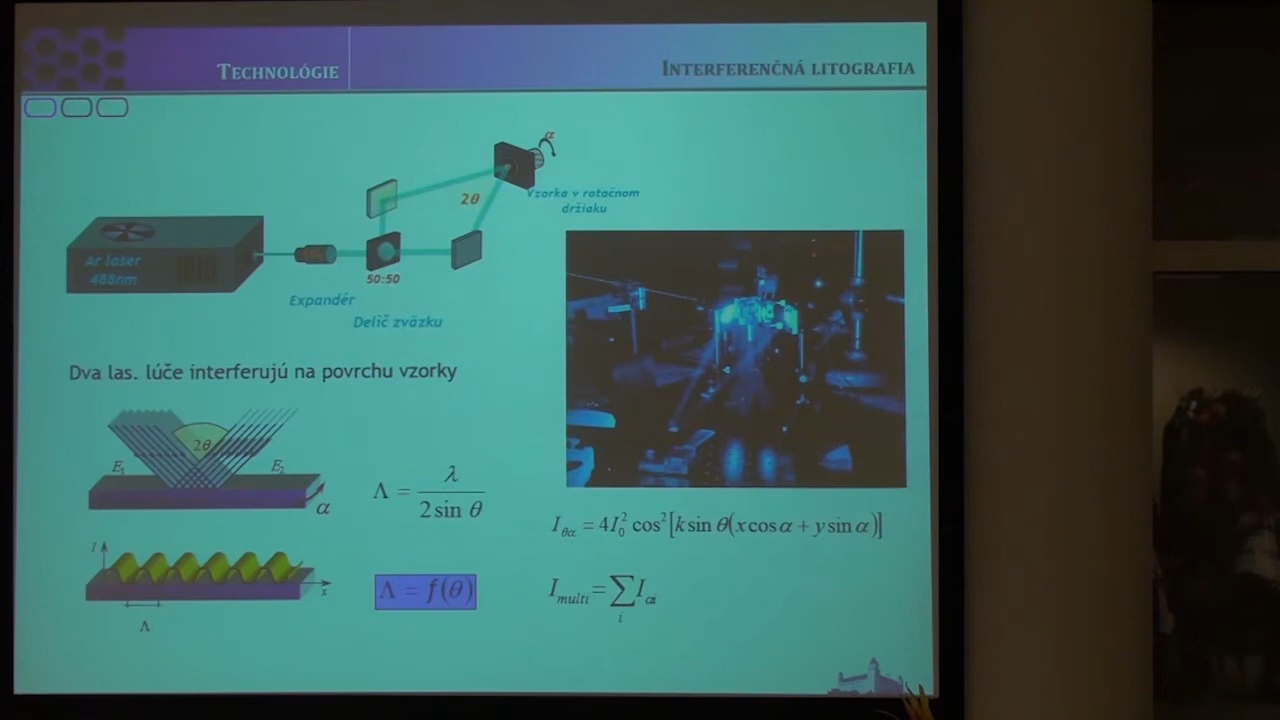 TECHNOLÓGIE
INTERFERENČNÁ LITOGRAFIA
α
2θ
Vzorka v rotačnom
držiaku
Ar laser
488nm
50:50
Expandér
Delič zväzku
Dva las. lúče interferujú na povrchu vzorky
2θ
E₁
E₂
α
Λ = λ / 2 sin θ
I_θα = 4I₀² cos²[k sin θ(x cos α + y sin α)]
I
x
Λ
Λ = f(θ)
I_multi = ∑_i I_αi